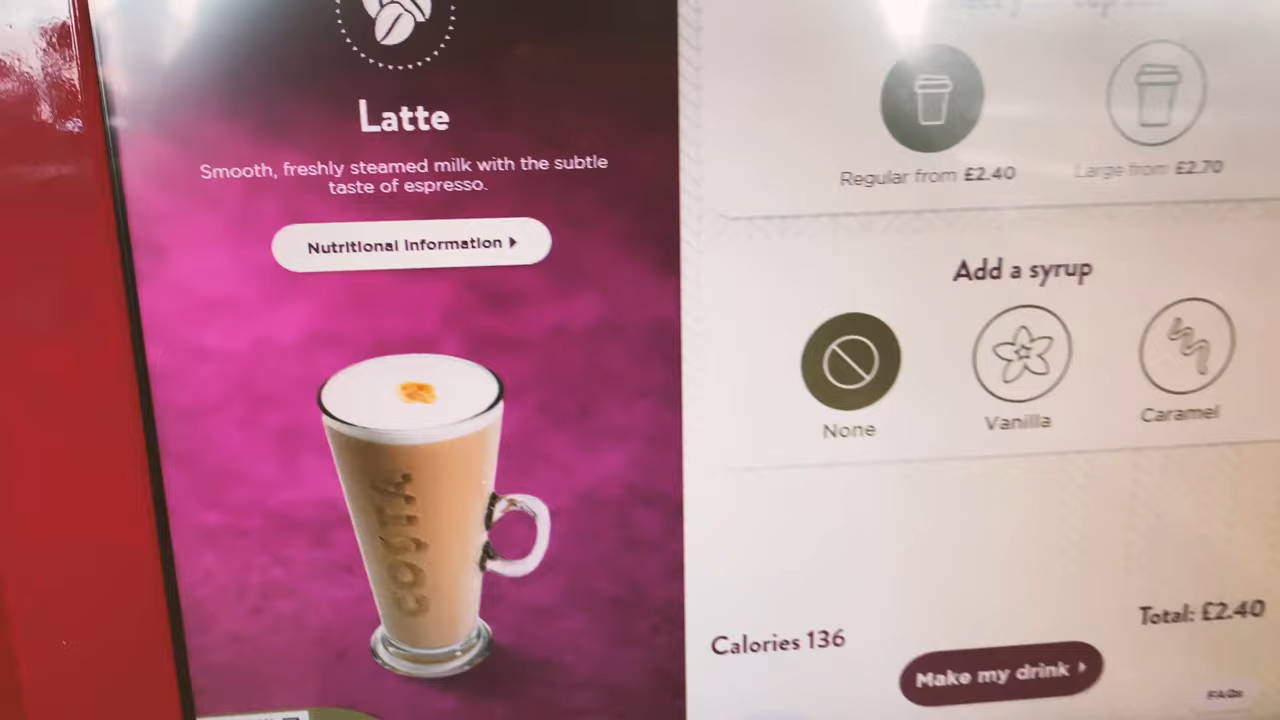 Latte
Smooth, freshly steamed milk with the subtle
taste of espresso.
Nutritional Information
COSTA
Regular from £2.40
Large from £2.70
Add a syrup
None
Vanilla
Caramel
Total: £2.40
Calories 136
Make my drink
FAQs